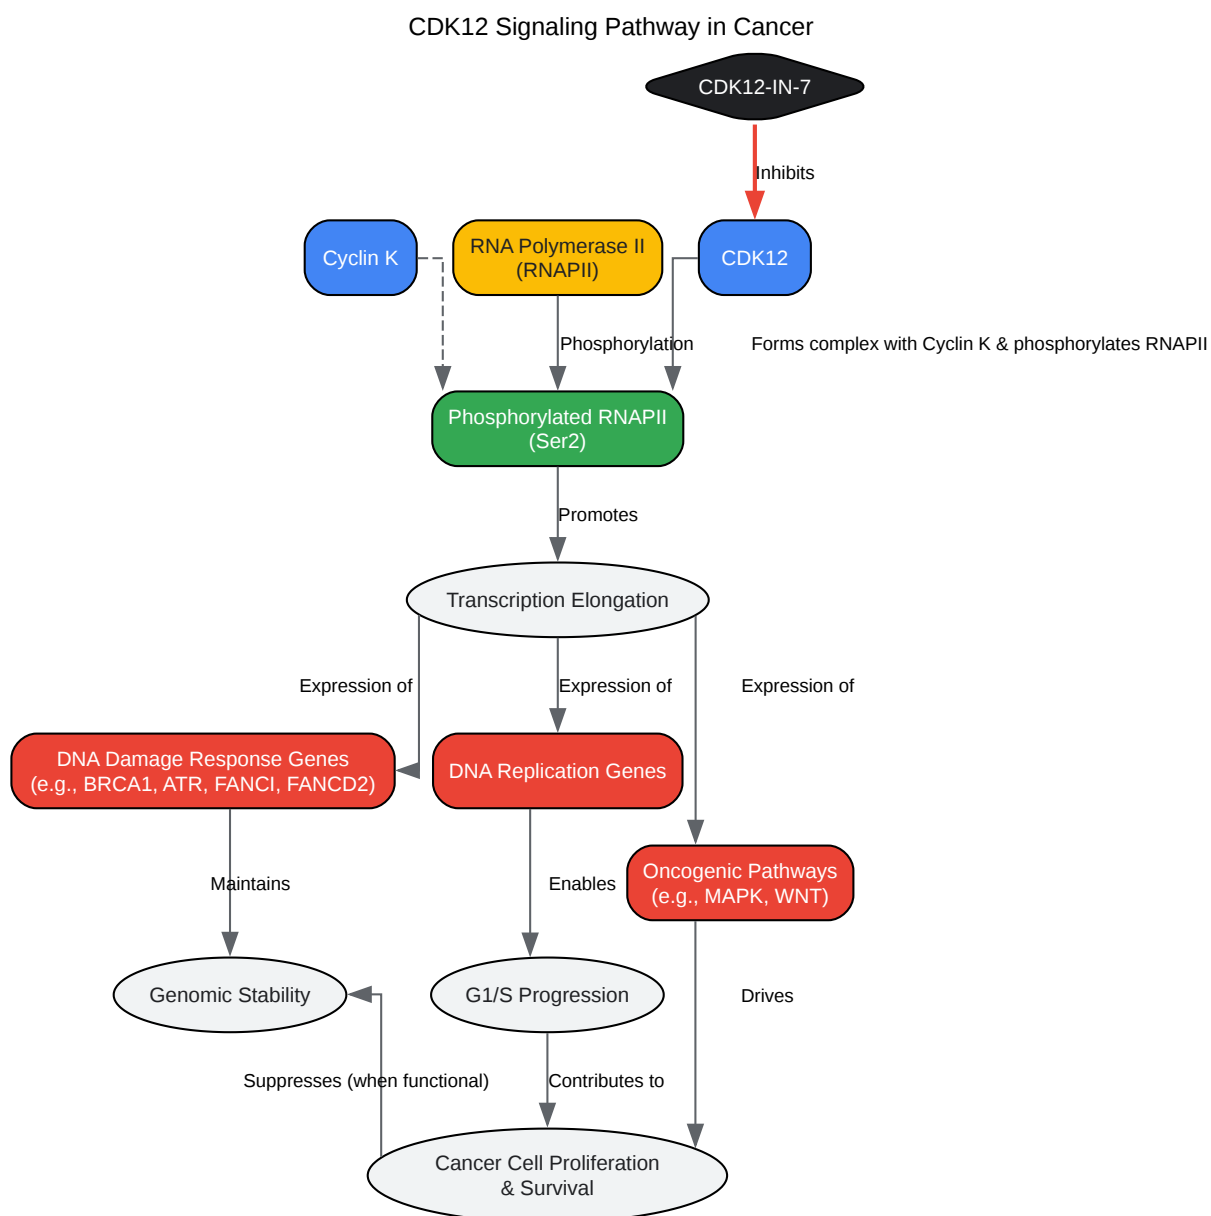 CDK12 Signaling Pathway in Cancer
CDK12-IN-7
Inhibits
Cyclin K
RNA Polymerase II
(RNAPII)
CDK12
Phosphorylation
Forms complex with Cyclin K & phosphorylates RNAPII
Phosphorylated RNAPII
(Ser2)
Promotes
Transcription Elongation
Expression of
Expression of
Expression of
DNA Damage Response Genes
(e.g., BRCA1, ATR, FANCI, FANCD2)
DNA Replication Genes
Oncogenic Pathways
(e.g., MAPK, WNT)
Maintains
Enables
Genomic Stability
G1/S Progression
Drives
Suppresses (when functional)
Contributes to
Cancer Cell Proliferation
& Survival